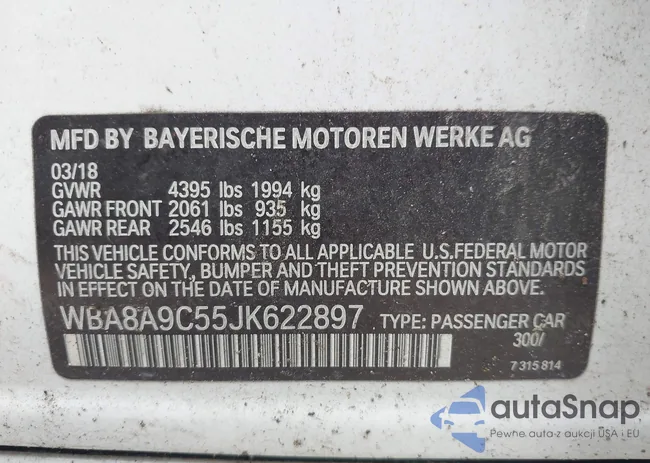 MFD BY BAYERISCHE MOTOREN WERKE AG
03/18
GVWR 4395 lbs 1994 kg
GAWR FRONT 2061 lbs 935 kg
GAWR REAR 2546 lbs 1155 kg
THIS VEHICLE CONFORMS TO ALL APPLICABLE U.S.FEDERAL MOTOR
VEHICLE SAFETY, BUMPER AND THEFT PREVENTION STANDARDS
IN EFFECT ON THE DATE OF MANUFACTURE SHOWN ABOVE.
WBA8A9C55JK622897 TYPE: PASSENGER CAR
300/
7 315 814
autaSnap
Pewne auta z aukcji USA i EU